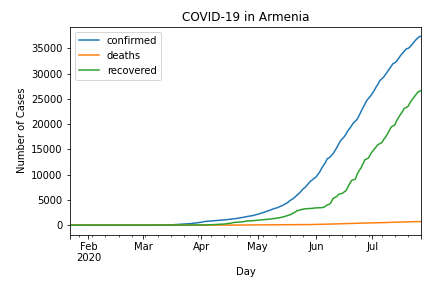 COVID-19 in Armenia
confirmed
deaths
recovered
Number of Cases
35000
30000
25000
20000
15000
10000
5000
0
Feb Mar Apr May Jun Jul
2020
Day